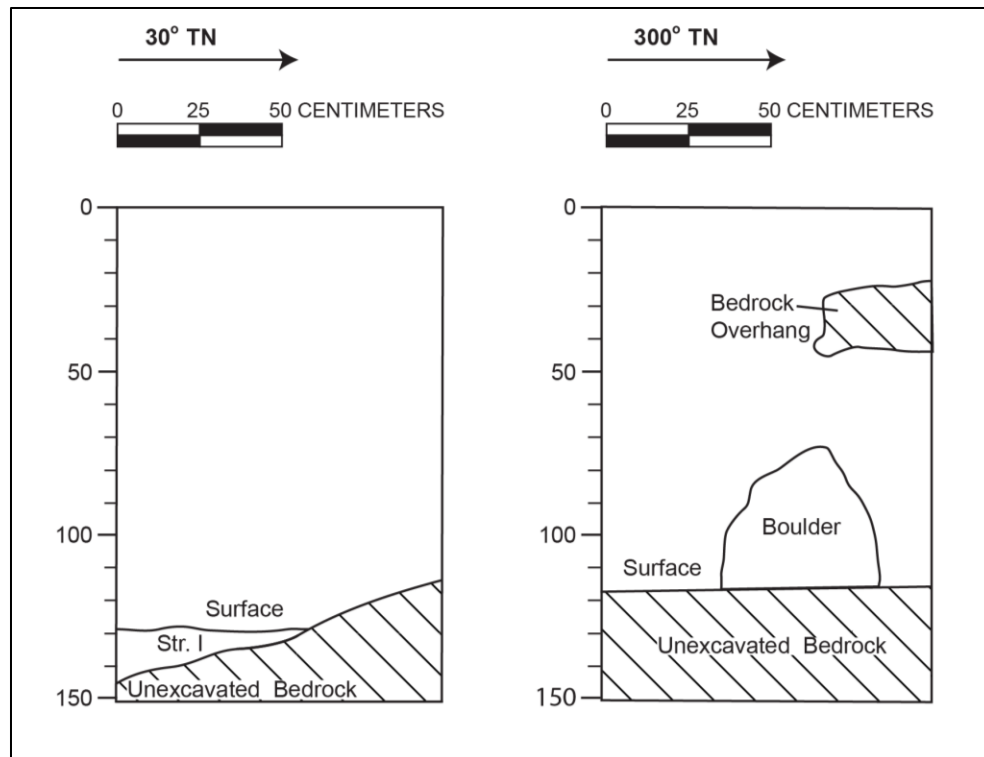 30° TN
0 25 50 CENTIMETERS
0
50
100
150
Surface
Str. I
Unexcavated Bedrock
300° TN
0 25 50 CENTIMETERS
0
50
100
150
Bedrock
Overhang
Boulder
Surface
Unexcavated Bedrock